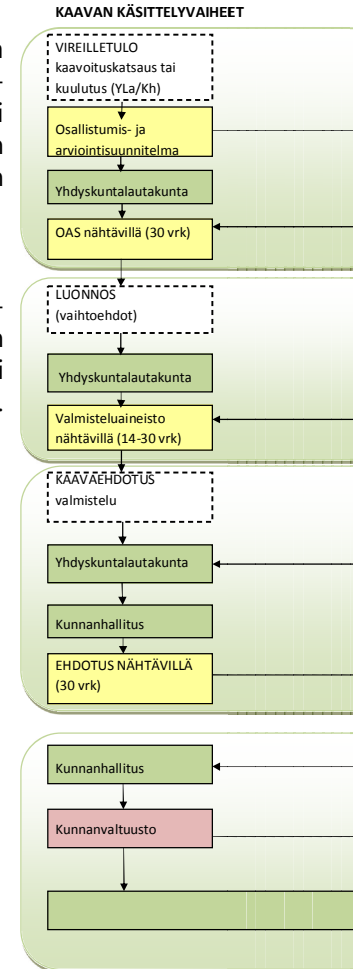 KAAVAN KÄSITTELYVAIHEET
VIREILLETULO
kaavoituskatsaus tai
kuulutus (YLa/Kh)
Osallistumis- ja
arviointisuunnitelma
Yhdyskuntalautakunta
OAS nähtävillä (30 vrk)
LUONNOS
(vaihtoehdot)
Yhdyskuntalautakunta
Valmisteluaineisto
nähtävillä (14-30 vrk)
KAAVAEHDOTUS
valmistelu
Yhdyskuntalautakunta
Kunnanhallitus
EHDOTUS NÄHTÄVILLÄ
(30 vrk)
Kunnanhallitus
Kunnanvaltuusto